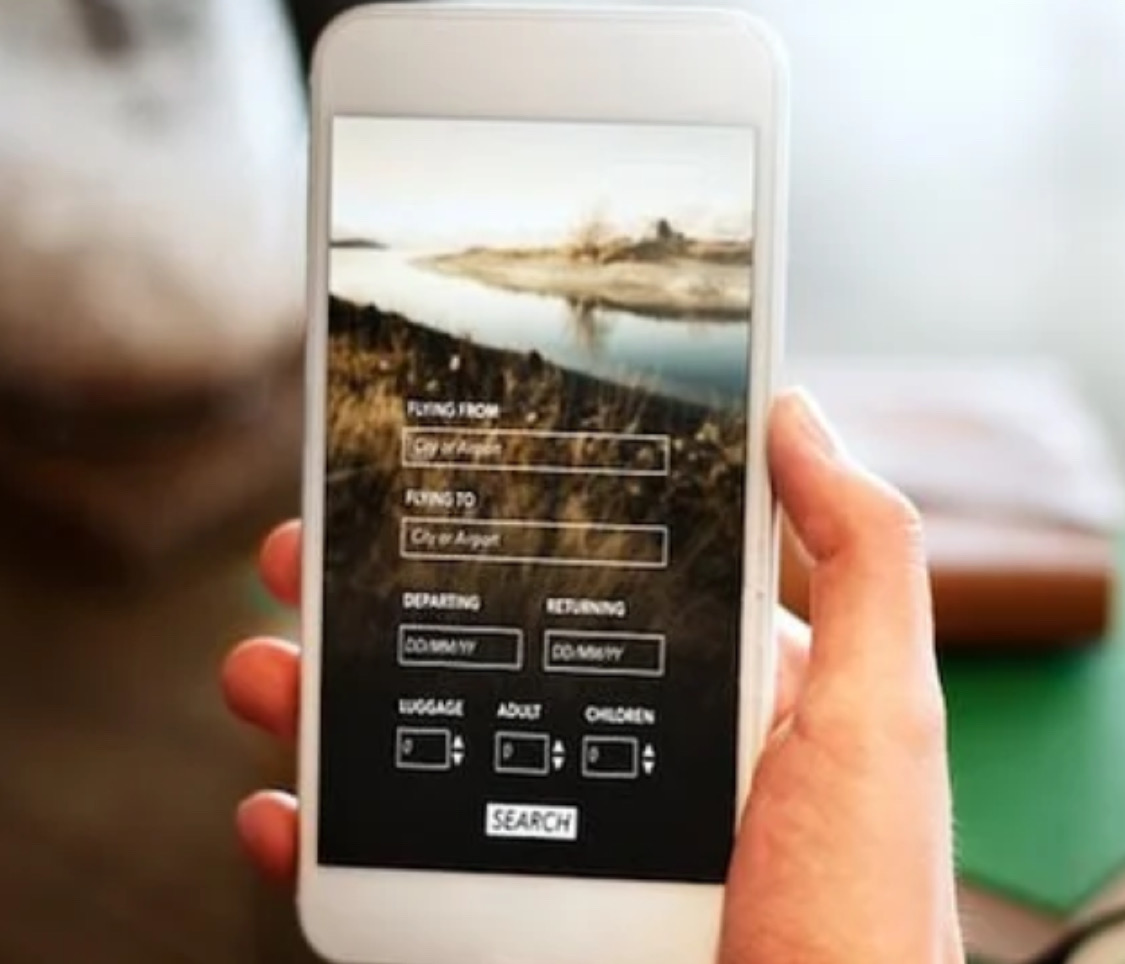 FLYING FROM
City or Airport
FLYING TO
City or Airport
DEPARTING RETURNING
DD/MM/YY DD/MM/YY
LUGGAGE ADULT CHILDREN
0 0 0
SEARCH